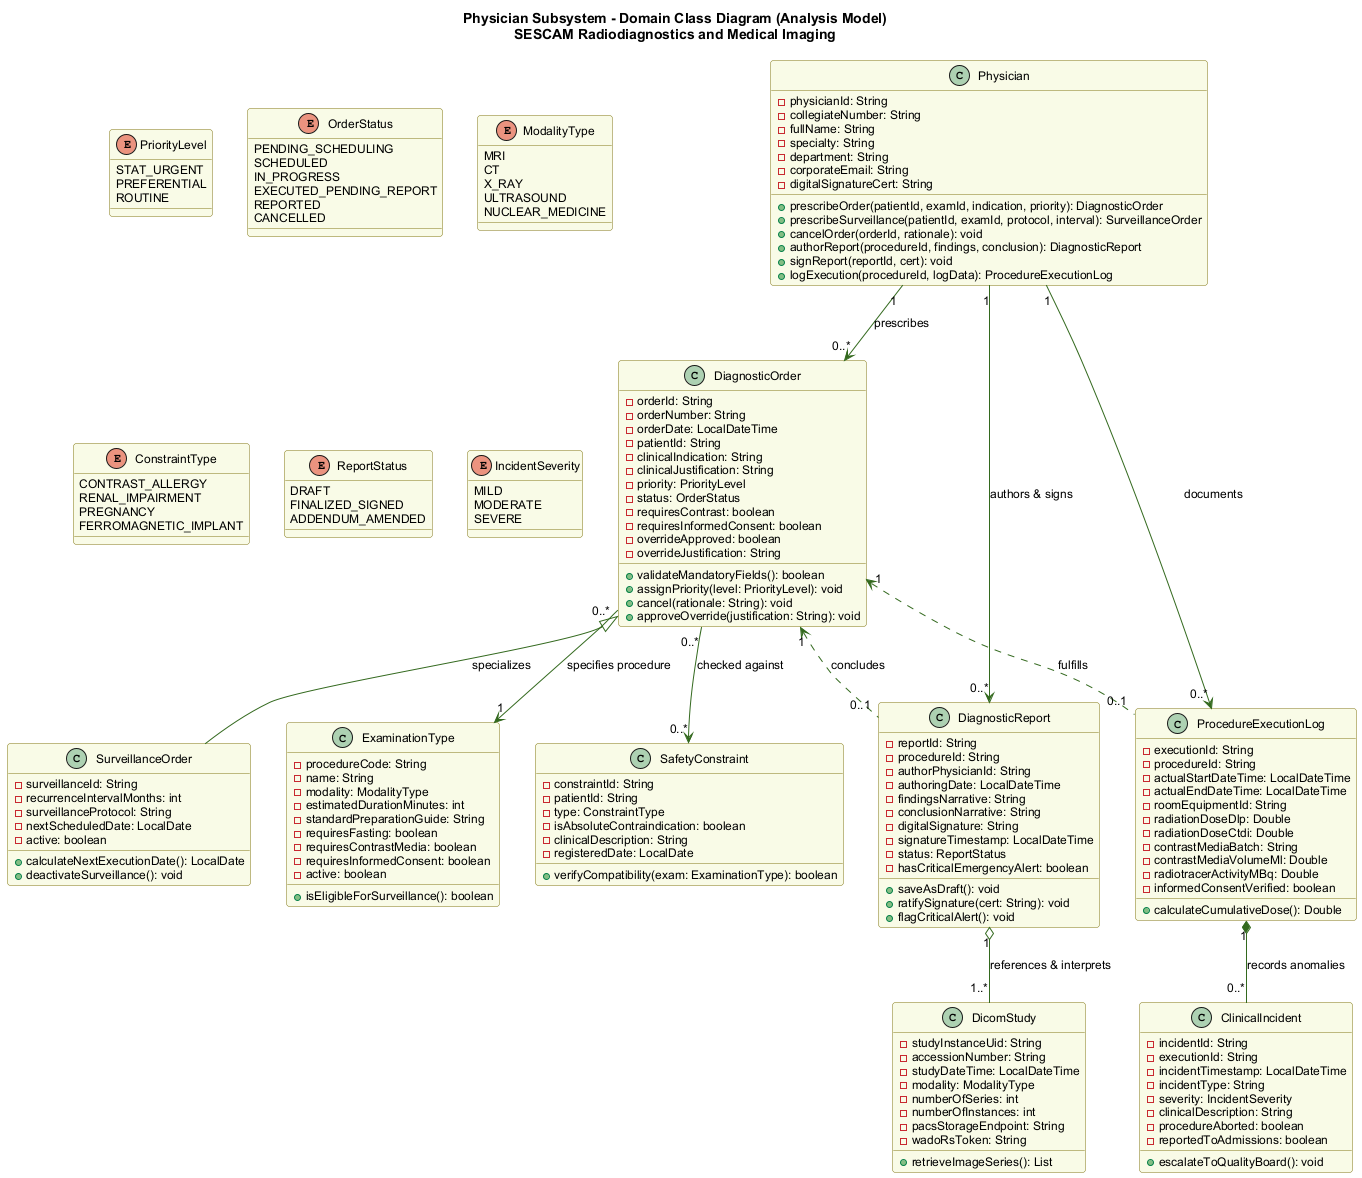 Physician Subsystem - Domain Class Diagram (Analysis Model)
SESCAM Radiodiagnostics and Medical Imaging
C Physician
physicianId: String
collegiateNumber: String
fullName: String
specialty: String
department: String
corporateEmail: String
digitalSignatureCert: String
prescribeOrder(patientId, examId, indication, priority): DiagnosticOrder
prescribeSurveillance(patientId, examId, protocol, interval): SurveillanceOrder
cancelOrder(orderId, rationale): void
authorReport(procedureId, findings, conclusion): DiagnosticReport
signReport(reportId, cert): void
logExecution(procedureId, logData): ProcedureExecutionLog
E PriorityLevel
STAT_URGENT
PREFERENTIAL
ROUTINE
E OrderStatus
PENDING_SCHEDULING
SCHEDULED
IN_PROGRESS
EXECUTED_PENDING_REPORT
REPORTED
CANCELLED
E ModalityType
MRI
CT
X_RAY
ULTRASOUND
NUCLEAR_MEDICINE
1
1
1
prescribes
0..*
authors & signs
documents
C DiagnosticOrder
orderId: String
orderNumber: String
orderDate: LocalDateTime
patientId: String
clinicalIndication: String
clinicalJustification: String
priority: PriorityLevel
status: OrderStatus
requiresContrast: boolean
requiresInformedConsent: boolean
overrideApproved: boolean
overrideJustification: String
validateMandatoryFields(): boolean
assignPriority(level: PriorityLevel): void
cancel(rationale: String): void
approveOverride(justification: String): void
E ConstraintType
CONTRAST_ALLERGY
RENAL_IMPAIRMENT
PREGNANCY
FERROMAGNETIC_IMPLANT
E ReportStatus
DRAFT
FINALIZED_SIGNED
ADDENDUM_AMENDED
E IncidentSeverity
MILD
MODERATE
SEVERE
1
0..*
0..*
1
specializes
specifies procedure
checked against
concludes
fulfills
1
0..*
0..1
0..*
0..*
0..1
C SurveillanceOrder
surveillanceId: String
recurrenceIntervalMonths: int
surveillanceProtocol: String
nextScheduledDate: LocalDate
active: boolean
calculateNextExecutionDate(): LocalDate
deactivateSurveillance(): void
C ExaminationType
procedureCode: String
name: String
modality: ModalityType
estimatedDurationMinutes: int
standardPreparationGuide: String
requiresFasting: boolean
requiresContrastMedia: boolean
requiresInformedConsent: boolean
active: boolean
isEligibleForSurveillance(): boolean
C SafetyConstraint
constraintId: String
patientId: String
type: ConstraintType
isAbsoluteContraindication: boolean
clinicalDescription: String
registeredDate: LocalDate
verifyCompatibility(exam: ExaminationType): boolean
C DiagnosticReport
reportId: String
procedureId: String
authorPhysicianId: String
authoringDate: LocalDateTime
findingsNarrative: String
conclusionNarrative: String
digitalSignature: String
signatureTimestamp: LocalDateTime
status: ReportStatus
hasCriticalEmergencyAlert: boolean
saveAsDraft(): void
ratifySignature(cert: String): void
flagCriticalAlert(): void
C ProcedureExecutionLog
executionId: String
procedureId: String
actualStartDateTime: LocalDateTime
actualEndDateTime: LocalDateTime
roomEquipmentId: String
radiationDoseDlp: Double
radiationDoseCtdi: Double
contrastMediaBatch: String
contrastMediaVolumeMl: Double
radiotracerActivityMBq: Double
informedConsentVerified: boolean
calculateCumulativeDose(): Double
1
references & interprets
1..*
1
records anomalies
0..*
C DicomStudy
studyInstanceUid: String
accessionNumber: String
studyDateTime: LocalDateTime
modality: ModalityType
numberOfSeries: int
numberOfInstances: int
pacsStorageEndpoint: String
wadoRsToken: String
retrieveImageSeries(): List
C ClinicalIncident
incidentId: String
executionId: String
incidentTimestamp: LocalDateTime
incidentType: String
severity: IncidentSeverity
clinicalDescription: String
procedureAborted: boolean
reportedToAdmissions: boolean
escalateToQualityBoard(): void